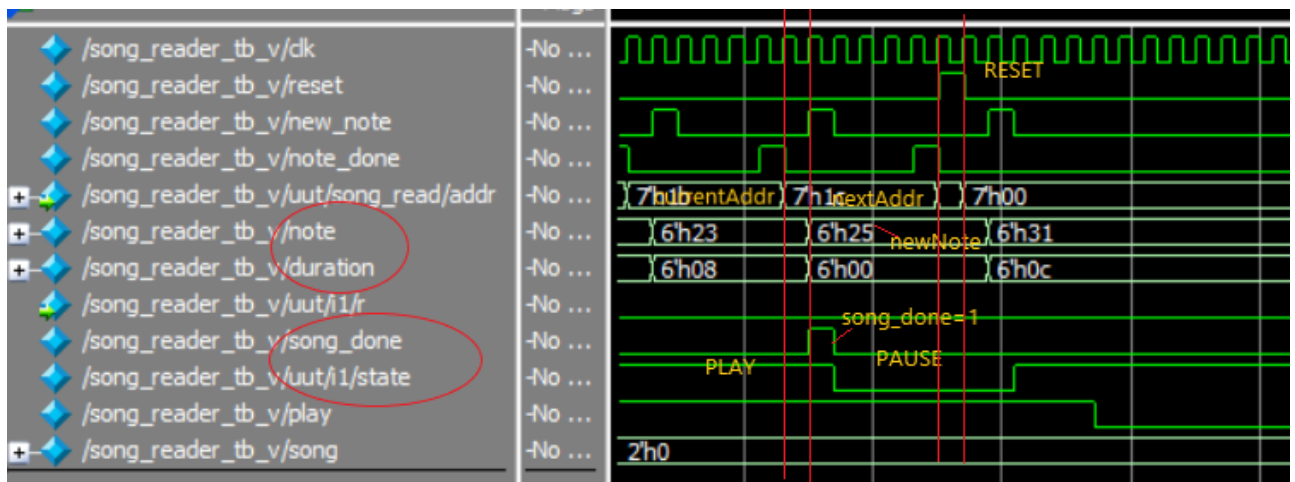 /song_reader_tb_v/clk -No ...
RESET
/song_reader_tb_v/reset -No ...
/song_reader_tb_v/new_note -No ...
/song_reader_tb_v/note_done -No ...
/song_reader_tb_v/uut/song_read/addr -No ... 7'h1b currentAddr 7'h1c nextAddr 7'h00
/song_reader_tb_v/note -No ... 6'h23 6'h25 newNote 6'h31
/song_reader_tb_v/duration -No ... 6'h08 6'h00 6'h0c
/song_reader_tb_v/uut/i1/r -No ...
song_done=1
/song_reader_tb_v/song_done -No ...
PLAY PAUSE
/song_reader_tb_v/uut/i1/state -No ...
/song_reader_tb_v/play -No ...
/song_reader_tb_v/song -No ... 2'h0